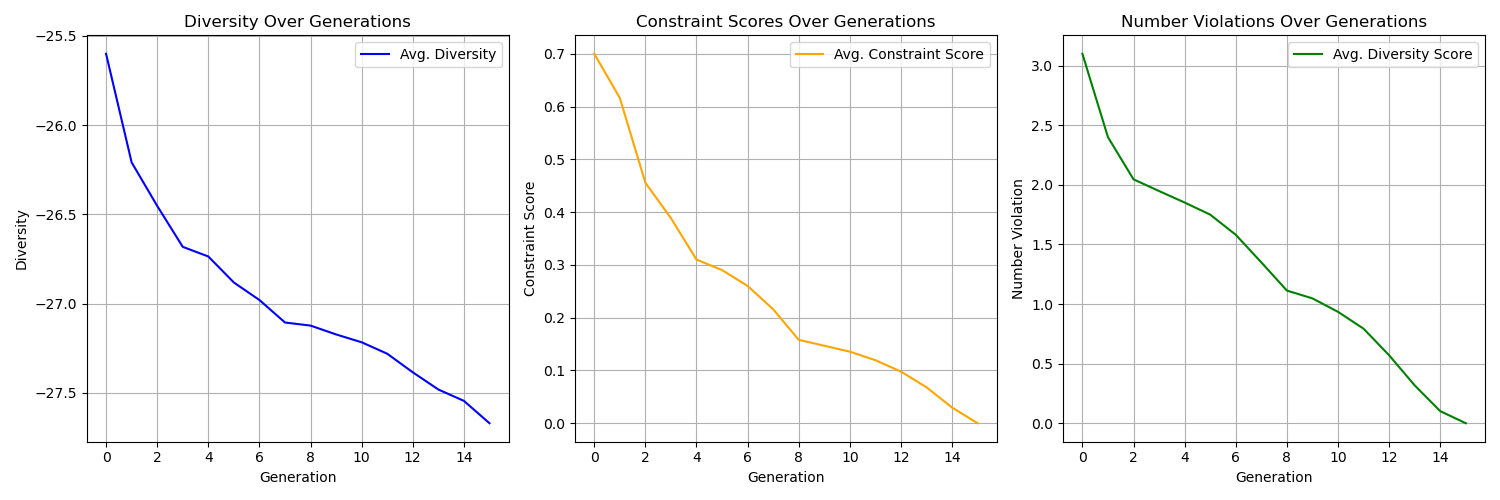 Diversity Over Generations
Avg. Diversity
−25.5
−26.0
−26.5
−27.0
−27.5
Diversity
0 2 4 6 8 10 12 14
Generation
Constraint Scores Over Generations
Avg. Constraint Score
0.7
0.6
0.5
0.4
0.3
0.2
0.1
0.0
Constraint Score
0 2 4 6 8 10 12 14
Generation
Number Violations Over Generations
Avg. Diversity Score
3.0
2.5
2.0
1.5
1.0
0.5
0.0
Number Violation
0 2 4 6 8 10 12 14
Generation